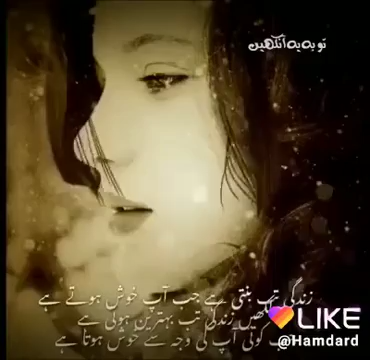 توبہ یہ آنکھیں
زندگی تب بنتی ہے جب آپ خوش ہوتے ہے
زندگی تب بہترین ہوتی ہے
کوئی آپ کی وجہ سے خوش ہوتا ہے
LIKE
@Hamdard